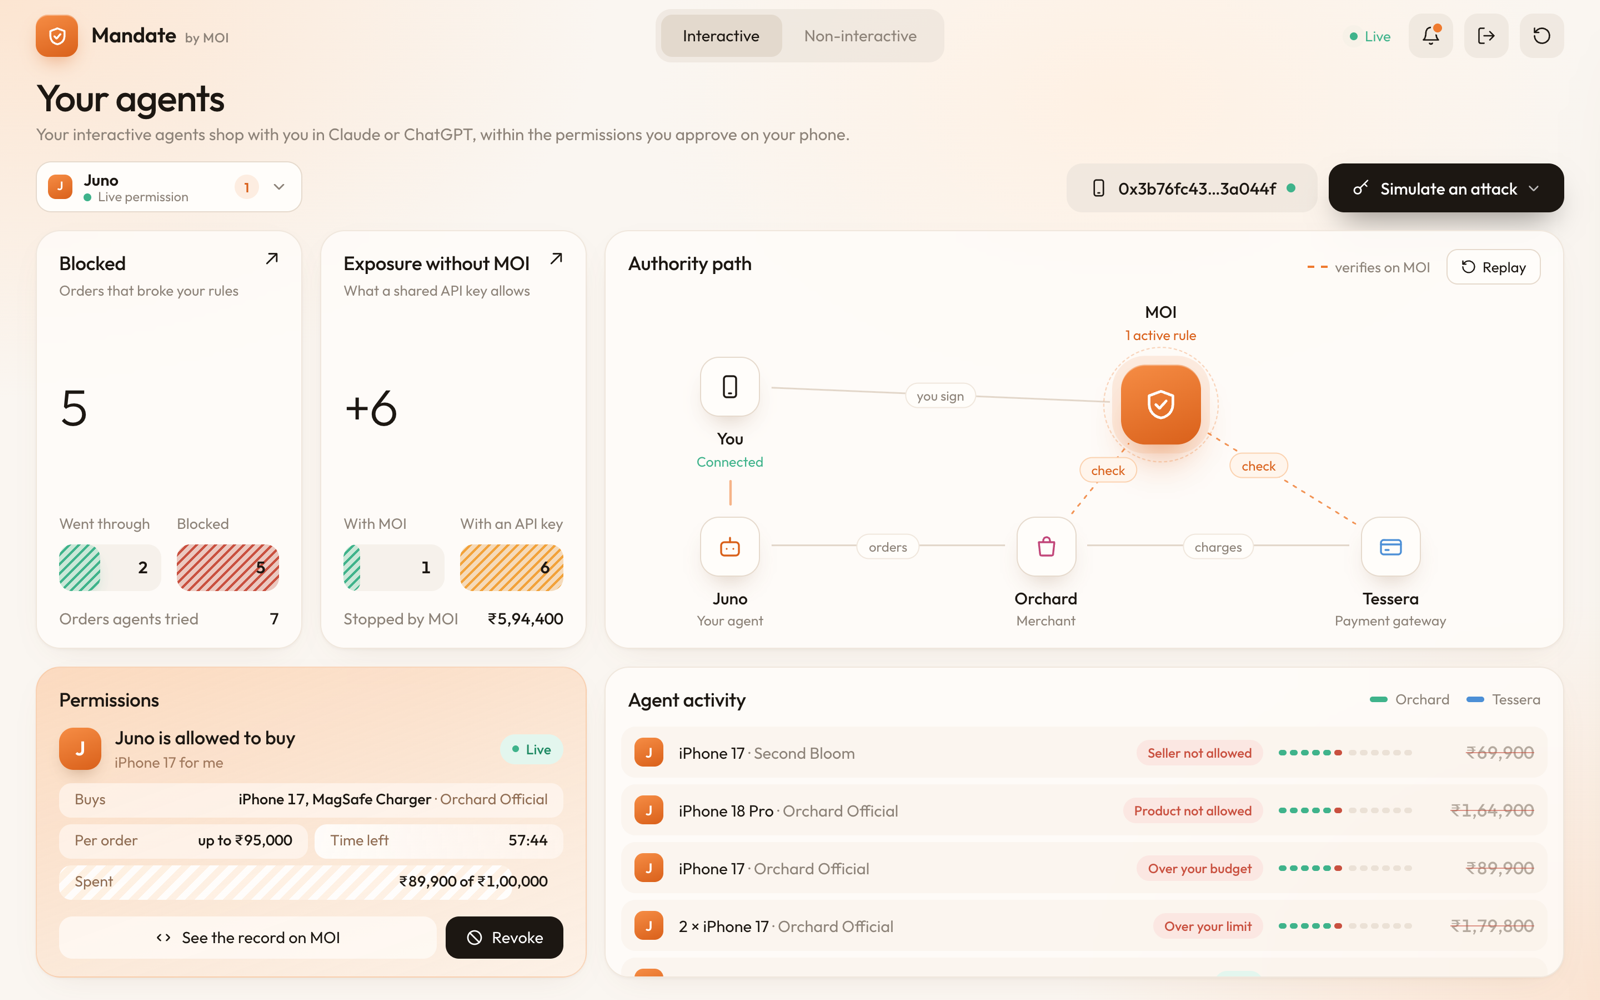 Mandate by MOI
Interactive
Non-interactive
Live
Your agents
Your interactive agents shop with you in Claude or ChatGPT, within the permissions you approve on your phone.
J
Juno
Live permission
1
0x3b76fc43...3a044f
Simulate an attack
Blocked
Orders that broke your rules
5
Went through
Blocked
2
5
Orders agents tried 7
Exposure without MOI
What a shared API key allows
+6
With MOI
With an API key
1
6
Stopped by MOI ₹5,94,400
Authority path
verifies on MOI
Replay
MOI
1 active rule
you sign
You
Connected
check
check
orders
charges
Juno
Your agent
Orchard
Merchant
Tessera
Payment gateway
Permissions
J
Juno is allowed to buy
iPhone 17 for me
Live
Buys iPhone 17, MagSafe Charger · Orchard Official
Per order up to ₹95,000
Time left 57:44
Spent ₹89,900 of ₹1,00,000
See the record on MOI
Revoke
Agent activity
Orchard
Tessera
J iPhone 17 · Second Bloom Seller not allowed ₹69,900
J iPhone 18 Pro · Orchard Official Product not allowed ₹1,64,900
J iPhone 17 · Orchard Official Over your budget ₹89,900
J 2 × iPhone 17 · Orchard Official Over your limit ₹1,79,800